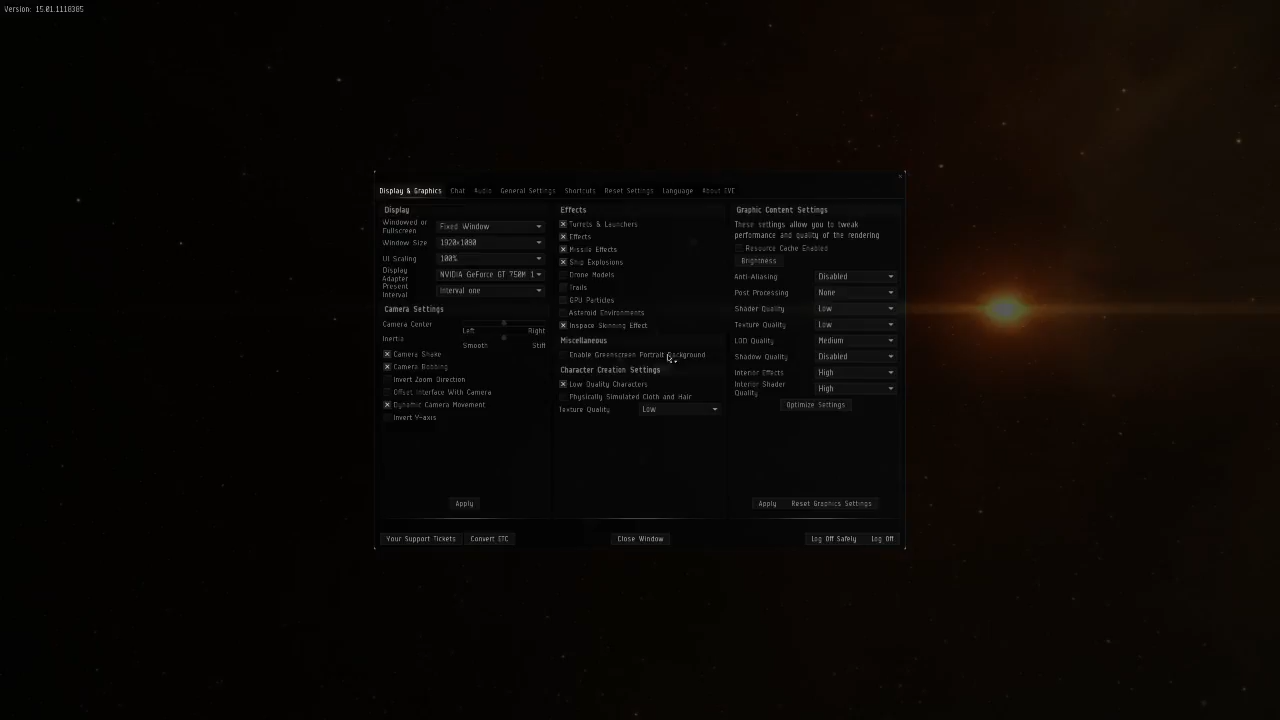 Version: 15.01.1118385
Display & Graphics Chat Audio General Settings Shortcuts Reset Settings Language About EVE
Display
Windowed or Fullscreen Fixed Window
Window Size 1920x1080
UI Scaling 100%
Display Adapter NVIDIA GeForce GT 750M 1
Present Interval Interval one
Camera Settings
Camera Center
Left Right
Inertia
Smooth Stiff
Camera Shake
Camera Bobbing
Invert Zoom Direction
Offset Interface With Camera
Dynamic Camera Movement
Invert Y-axis
Apply
Effects
Turrets & Launchers
Effects
Missile Effects
Ship Explosions
Drone Models
Trails
GPU Particles
Asteroid Environments
Inspace Skinning Effect
Miscellaneous
Enable Greenscreen Portrait Background
Character Creation Settings
Low Quality Characters
Physically Simulated Cloth and Hair
Texture Quality Low
Graphic Content Settings
These settings allow you to tweak
performance and quality of the rendering
Resource Cache Enabled
Brightness
Anti-Aliasing Disabled
Post Processing None
Shader Quality Low
Texture Quality Low
LOD Quality Medium
Shadow Quality Disabled
Interior Effects High
Interior Shader Quality High
Optimize Settings
Apply Reset Graphics Settings
Your Support Tickets Convert ETC Close Window Log Off Safely Log Off